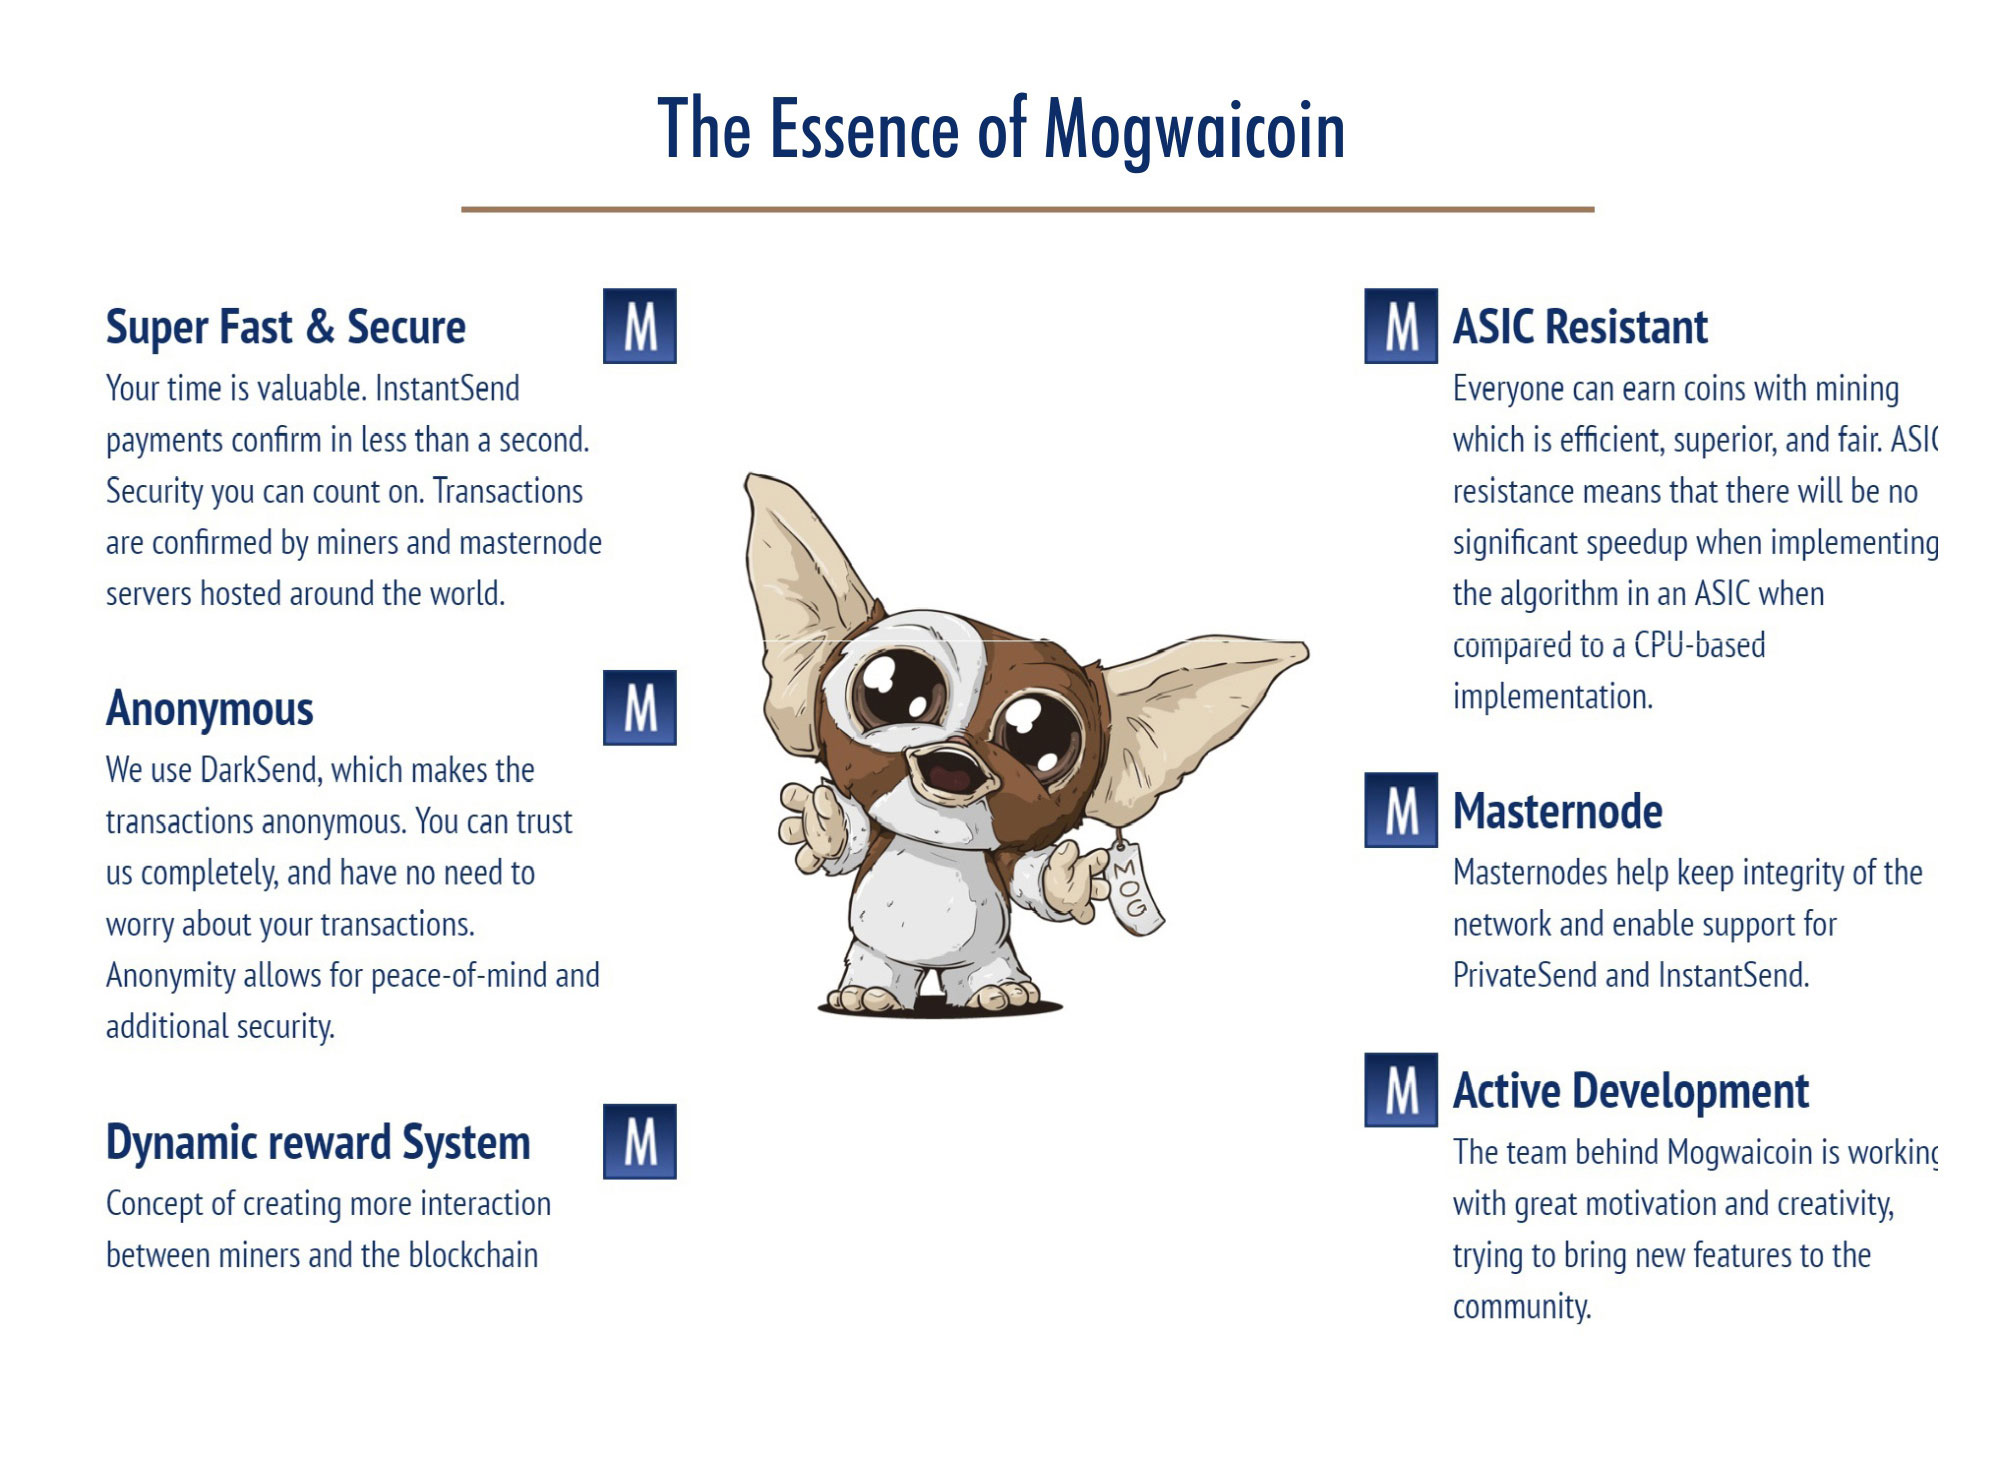 The Essence of Mogwaicoin
Super Fast & Secure
M
Your time is valuable. InstantSend
payments confirm in less than a second.
Security you can count on. Transactions
are confirmed by miners and masternode
servers hosted around the world.
Anonymous
M
We use DarkSend, which makes the
transactions anonymous. You can trust
us completely, and have no need to
worry about your transactions.
Anonymity allows for peace-of-mind and
additional security.
Dynamic reward System
M
Concept of creating more interaction
between miners and the blockchain
MOG
M
ASIC Resistant
Everyone can earn coins with mining
which is efficient, superior, and fair. ASIC
resistance means that there will be no
significant speedup when implementing
the algorithm in an ASIC when
compared to a CPU-based
implementation.
M
Masternode
Masternodes help keep integrity of the
network and enable support for
PrivateSend and InstantSend.
M
Active Development
The team behind Mogwaicoin is working
with great motivation and creativity,
trying to bring new features to the
community.